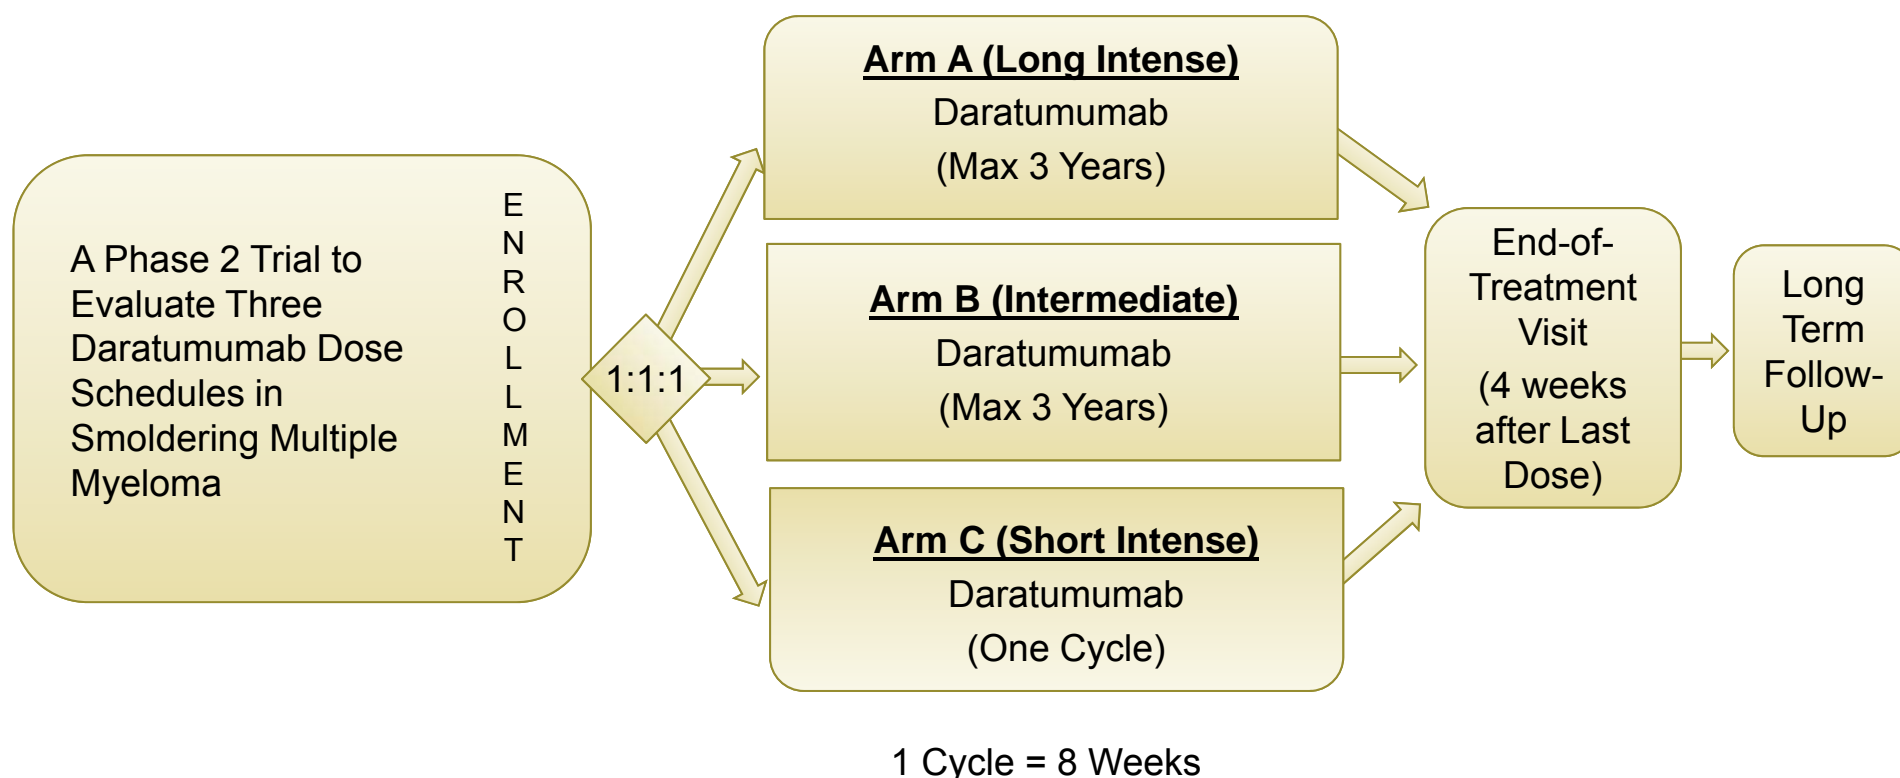 A Phase 2 Trial to
Evaluate Three
Daratumumab Dose
Schedules in
Smoldering Multiple
Myeloma
E
N
R
O
L
L
M
E
N
T
1:1:1
Arm A (Long Intense)
Daratumumab
(Max 3 Years)
Arm B (Intermediate)
Daratumumab
(Max 3 Years)
Arm C (Short Intense)
Daratumumab
(One Cycle)
End-of-
Treatment
Visit
(4 weeks
after Last
Dose)
Long
Term
Follow-
Up
1 Cycle = 8 Weeks